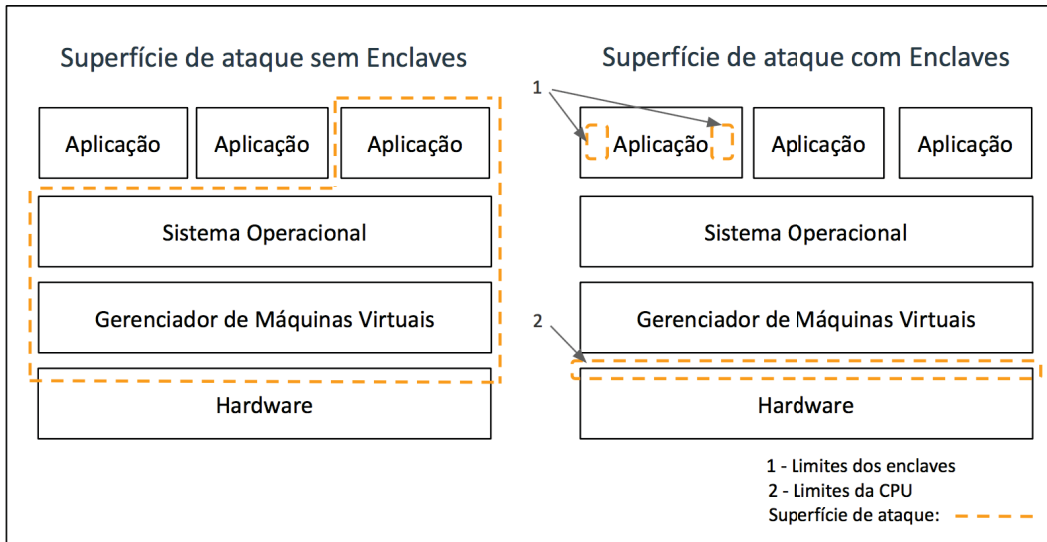 Superfície de ataque sem Enclaves
Aplicação
Aplicação
Aplicação
Sistema Operacional
Gerenciador de Máquinas Virtuais
Hardware
Superfície de ataque com Enclaves
1
Aplicação
Aplicação
Aplicação
Sistema Operacional
2
Gerenciador de Máquinas Virtuais
Hardware
1 - Limites dos enclaves
2 - Limites da CPU
Superfície de ataque: